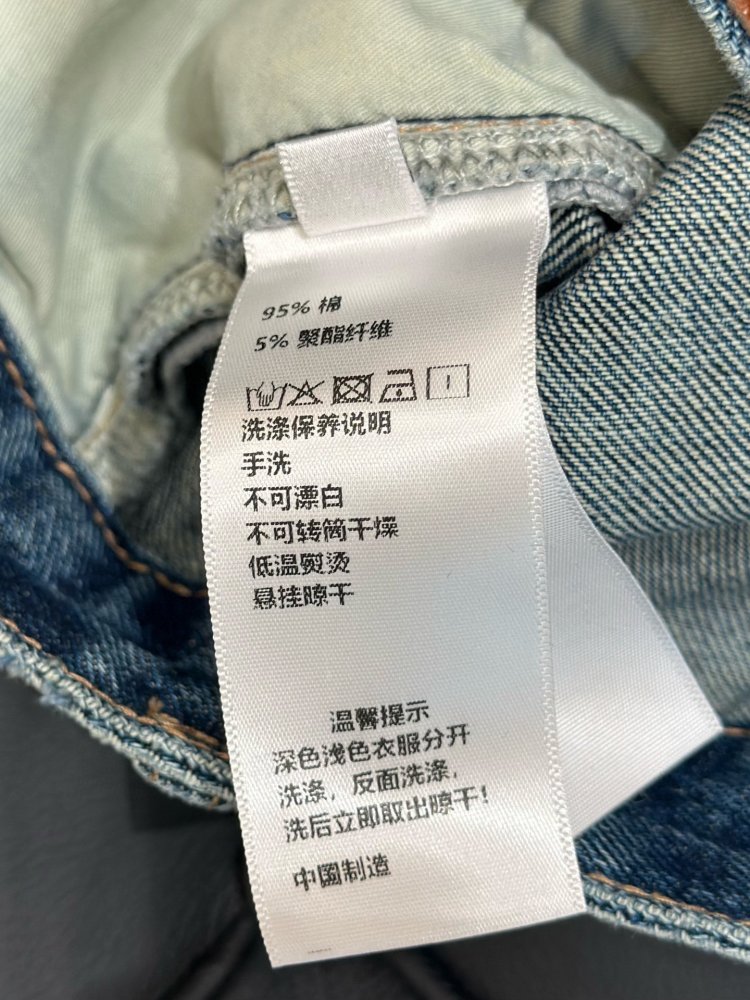 95% 棉
5% 聚酯纤维
洗涤保养说明
手洗
不可漂白
不可转筒干燥
低温熨烫
悬挂晾干
温馨提示
深色浅色衣服分开
洗涤，反面洗涤，
洗后立即取出晾干！
中国制造